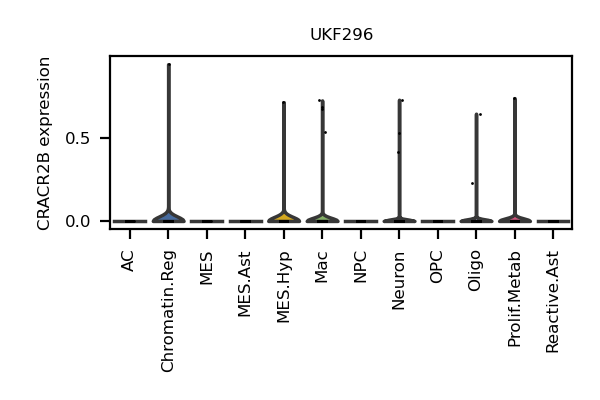 UKF296
CRACR2B expression
0.5
0.0
AC
Chromatin.Reg
MES
MES.Ast
MES.Hyp
Mac
NPC
Neuron
OPC
Oligo
Prolif.Metab
Reactive.Ast